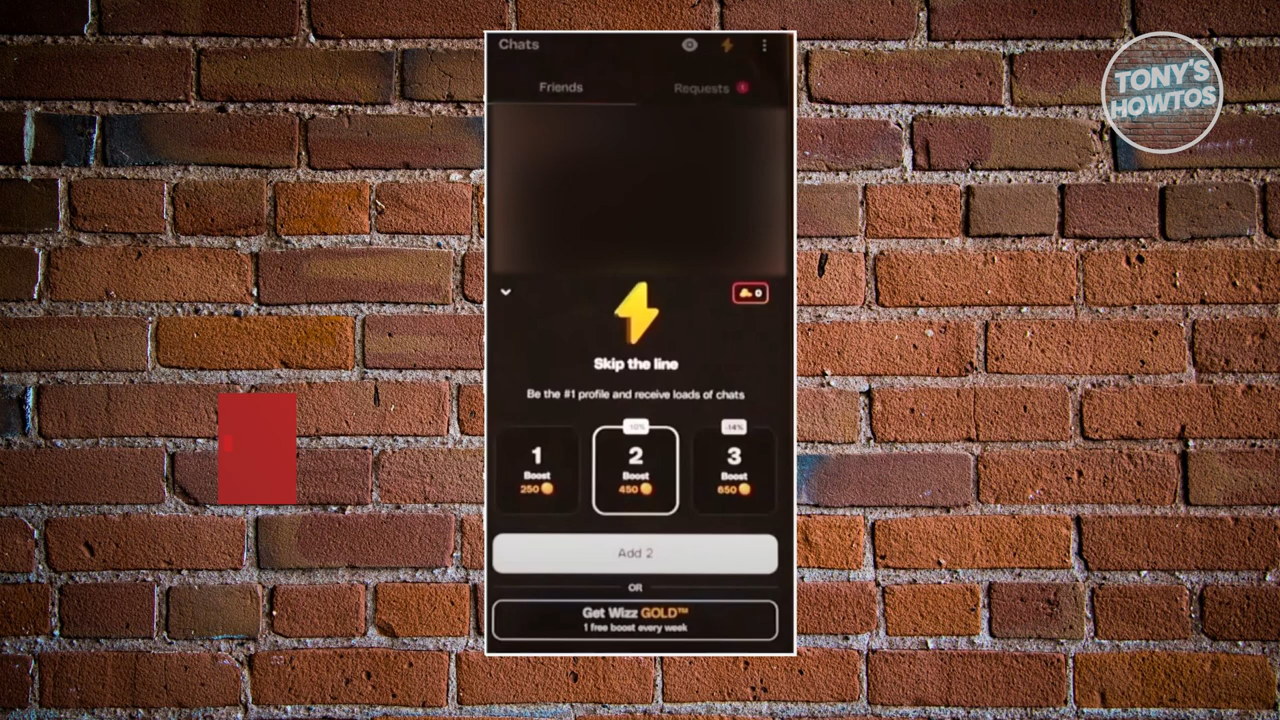 Chats
Friends
Requests
TONY'S
HOWTOS
0
Skip the line
Be the #1 profile and receive loads of chats
-10%
-14%
1
Boost
250
2
Boost
450
3
Boost
650
Add 2
OR
Get Wizz GOLD™
1 free boost every week